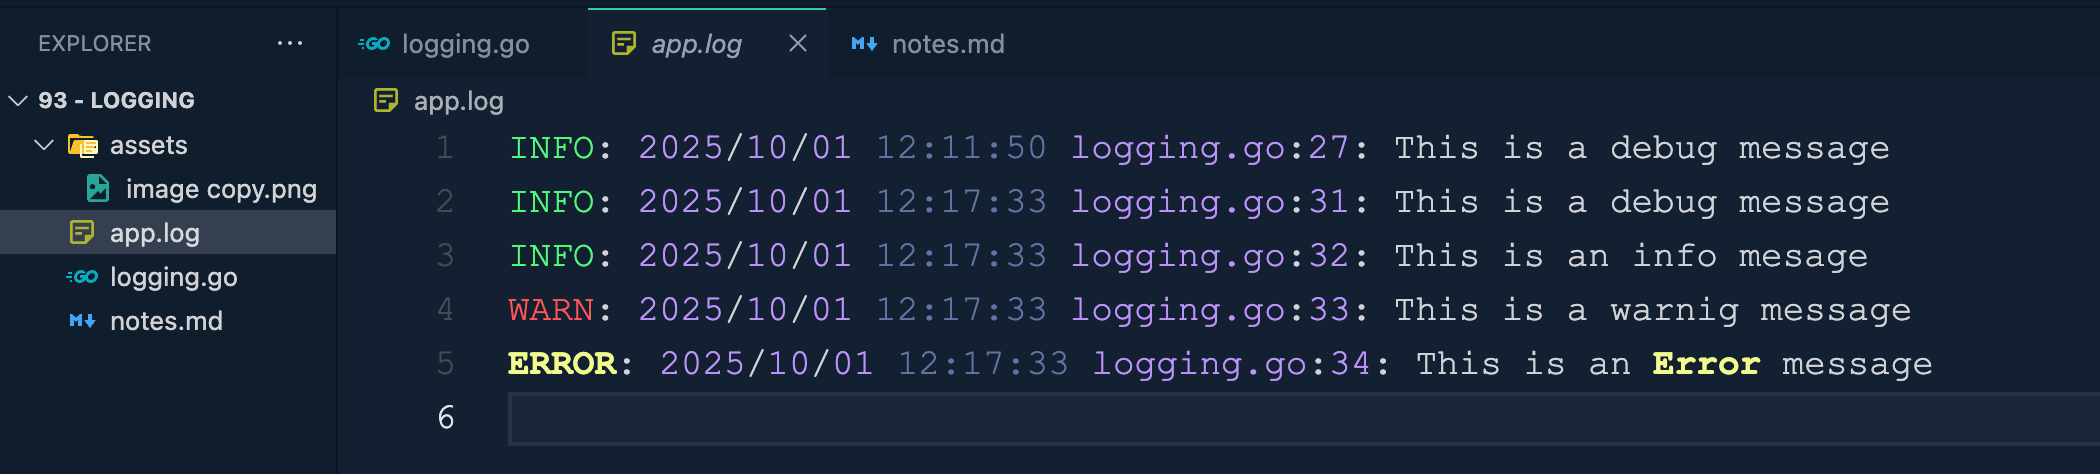 EXPLORER ...
93 - LOGGING
assets
image copy.png
app.log
GO logging.go
M notes.md
GO logging.go
app.log
M notes.md
app.log
1 INFO: 2025/10/01 12:11:50 logging.go:27: This is a debug message
2 INFO: 2025/10/01 12:17:33 logging.go:31: This is a debug message
3 INFO: 2025/10/01 12:17:33 logging.go:32: This is an info mesage
4 WARN: 2025/10/01 12:17:33 logging.go:33: This is a warnig message
5 ERROR: 2025/10/01 12:17:33 logging.go:34: This is an Error message
6